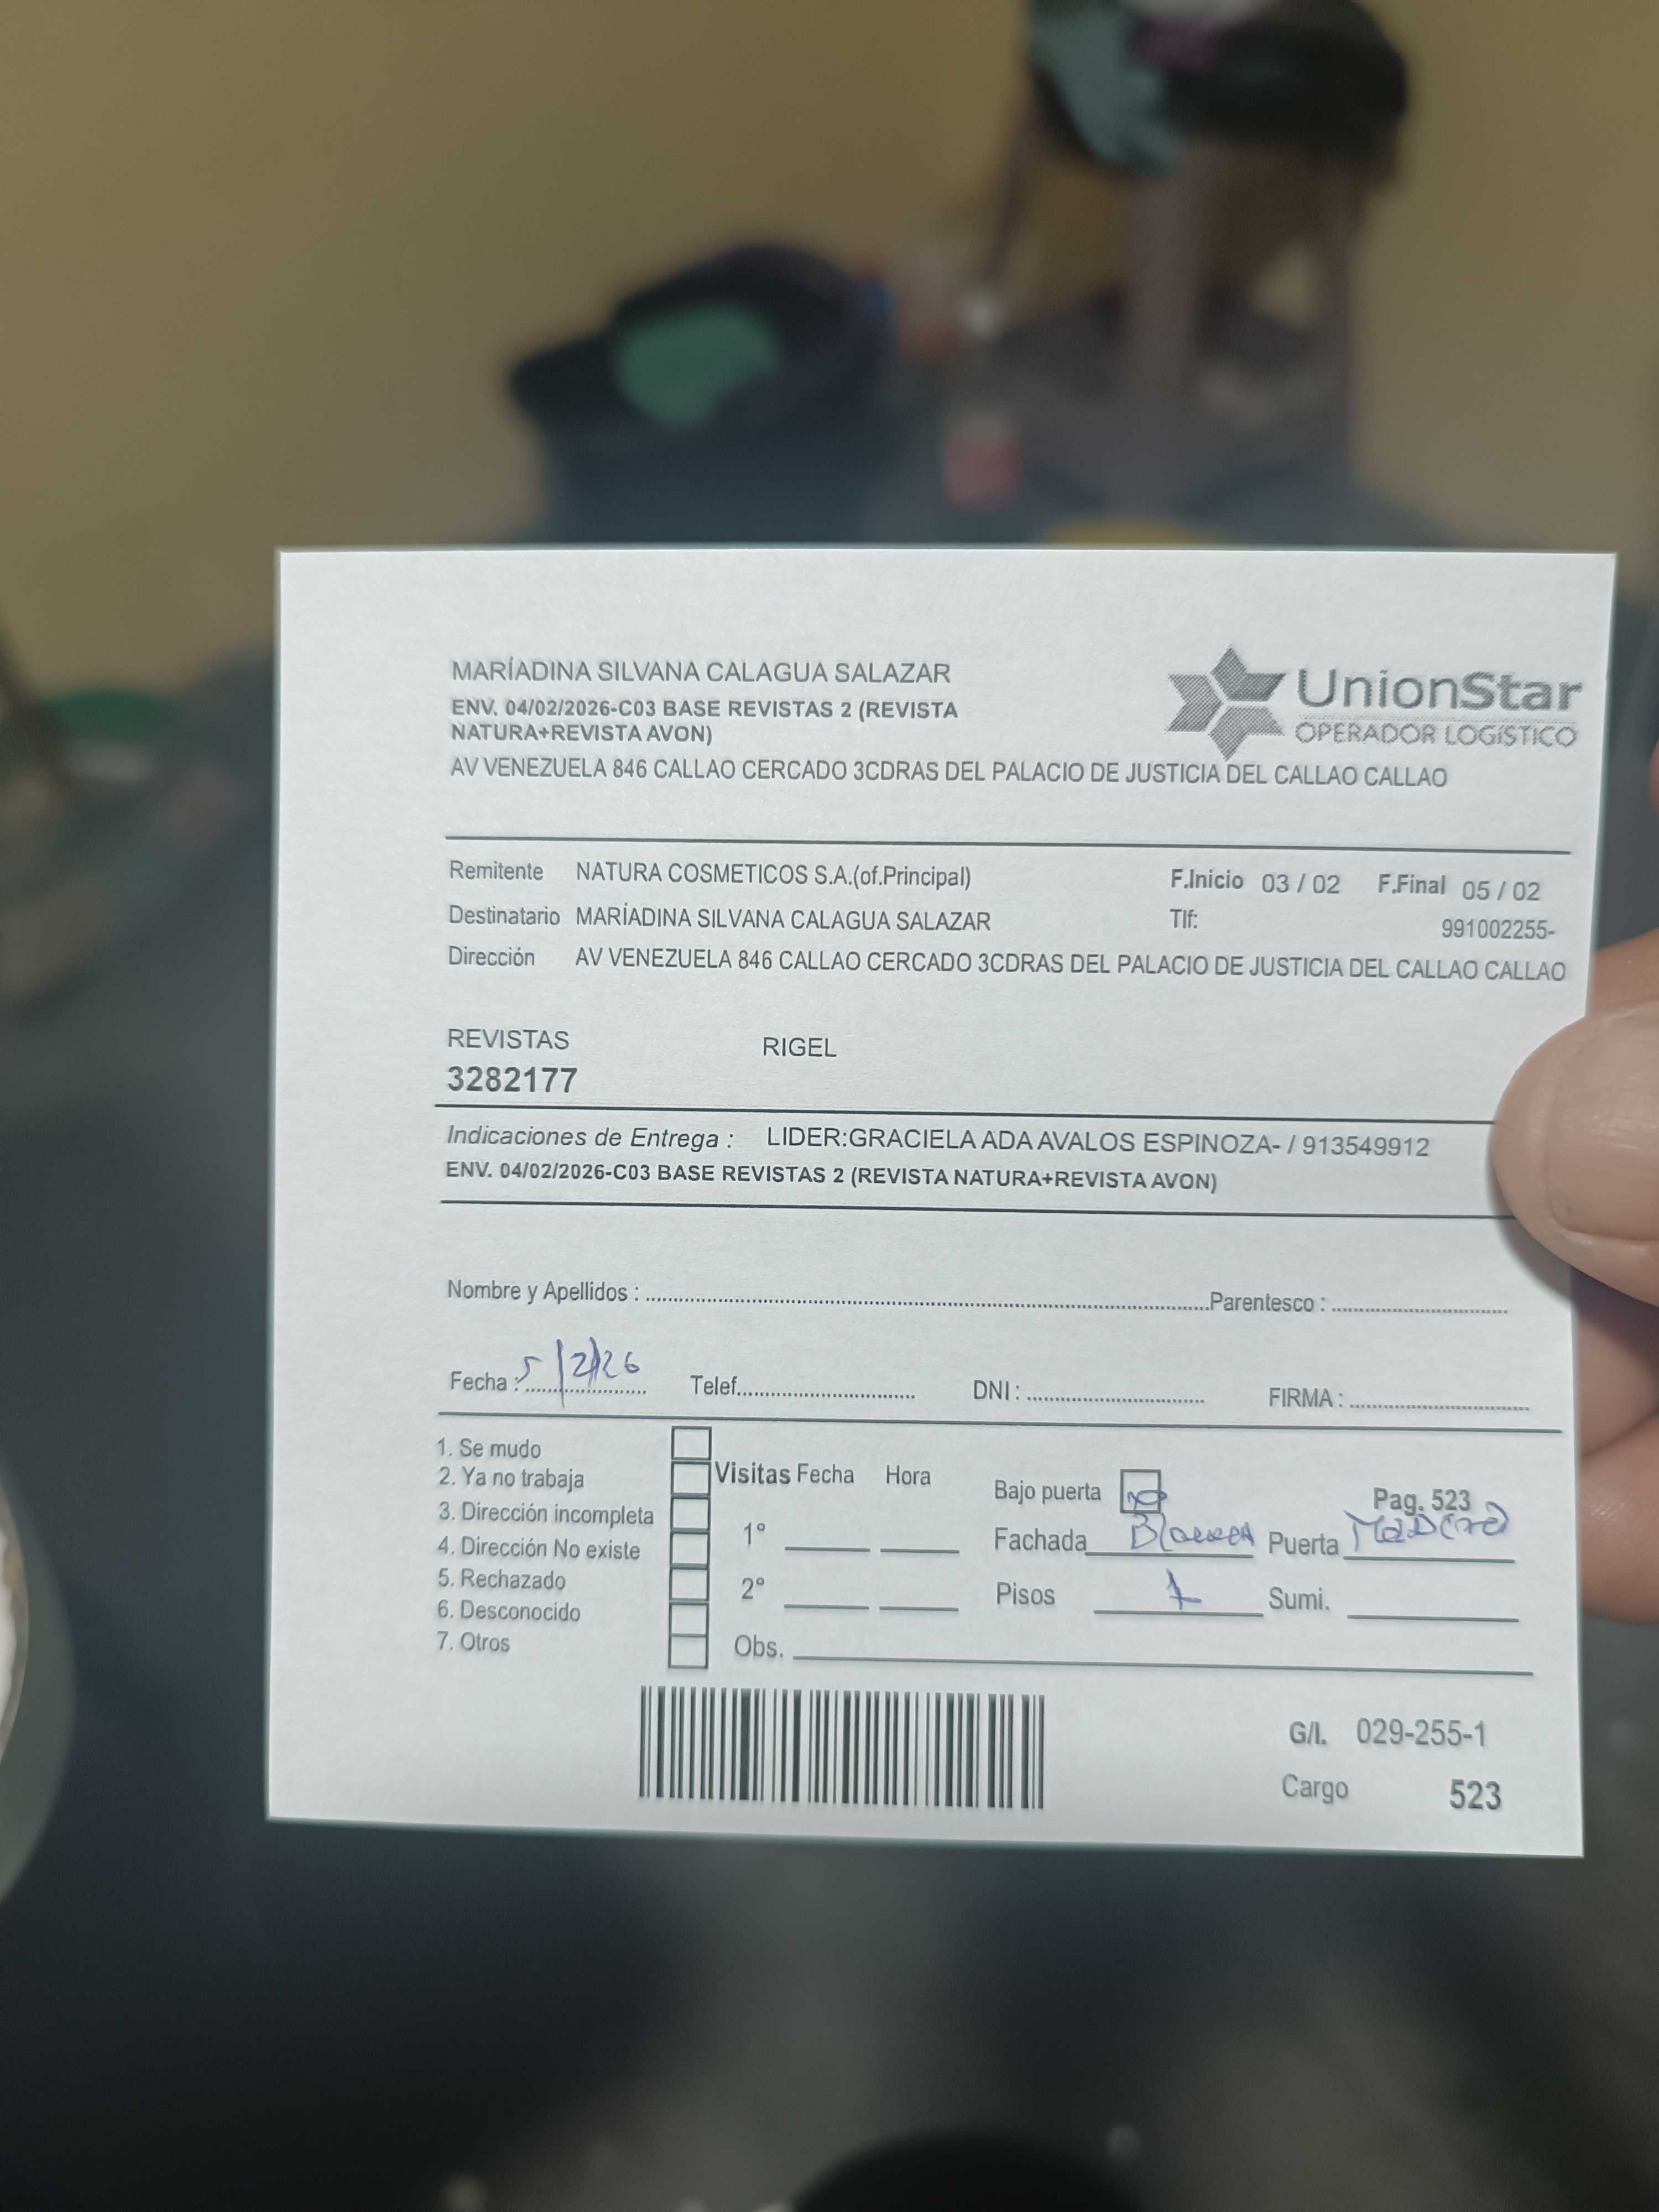 MARÍADINA SILVANA CALAGUA SALAZAR
ENV. 04/02/2026-C03 BASE REVISTAS 2 (REVISTA
NATURA+REVISTA AVON)
UnionStar
OPERADOR LOGÍSTICO
AV VENEZUELA 846 CALLAO CERCADO 3CDRAS DEL PALACIO DE JUSTICIA DEL CALLAO CALLAO
Remitente NATURA COSMETICOS S.A.(of.Principal) F.Inicio 03 / 02 F.Final 05 / 02
Destinatario MARÍADINA SILVANA CALAGUA SALAZAR Tlf: 991002255-
Dirección AV VENEZUELA 846 CALLAO CERCADO 3CDRAS DEL PALACIO DE JUSTICIA DEL CALLAO CALLAO
REVISTAS RIGEL
3282177
Indicaciones de Entrega : LIDER:GRACIELA ADA AVALOS ESPINOZA- / 913549912
ENV. 04/02/2026-C03 BASE REVISTAS 2 (REVISTA NATURA+REVISTA AVON)
Nombre y Apellidos : Parentesco :
Fecha : 5/2/26 Telef. DNI : FIRMA :
1. Se mudo
2. Ya no trabaja
3. Dirección incompleta
4. Dirección No existe
5. Rechazado
6. Desconocido
7. Otros
Visitas Fecha Hora
1°
2°
Obs.
Bajo puerta Pag. 523
Fachada Puerta
Pisos 1 Sumi.
G/I. 029-255-1
Cargo 523